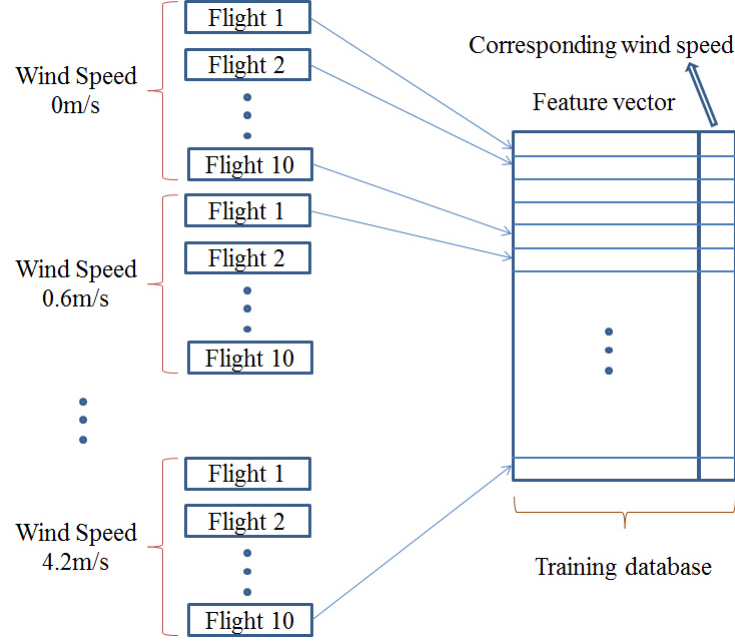 Flight 1
Flight 2
Wind Speed
0m/s
Flight 10
Flight 1
Flight 2
Wind Speed
0.6m/s
Flight 10
Flight 1
Flight 2
Wind Speed
4.2m/s
Flight 10
Corresponding wind speed
Feature vector
Training database